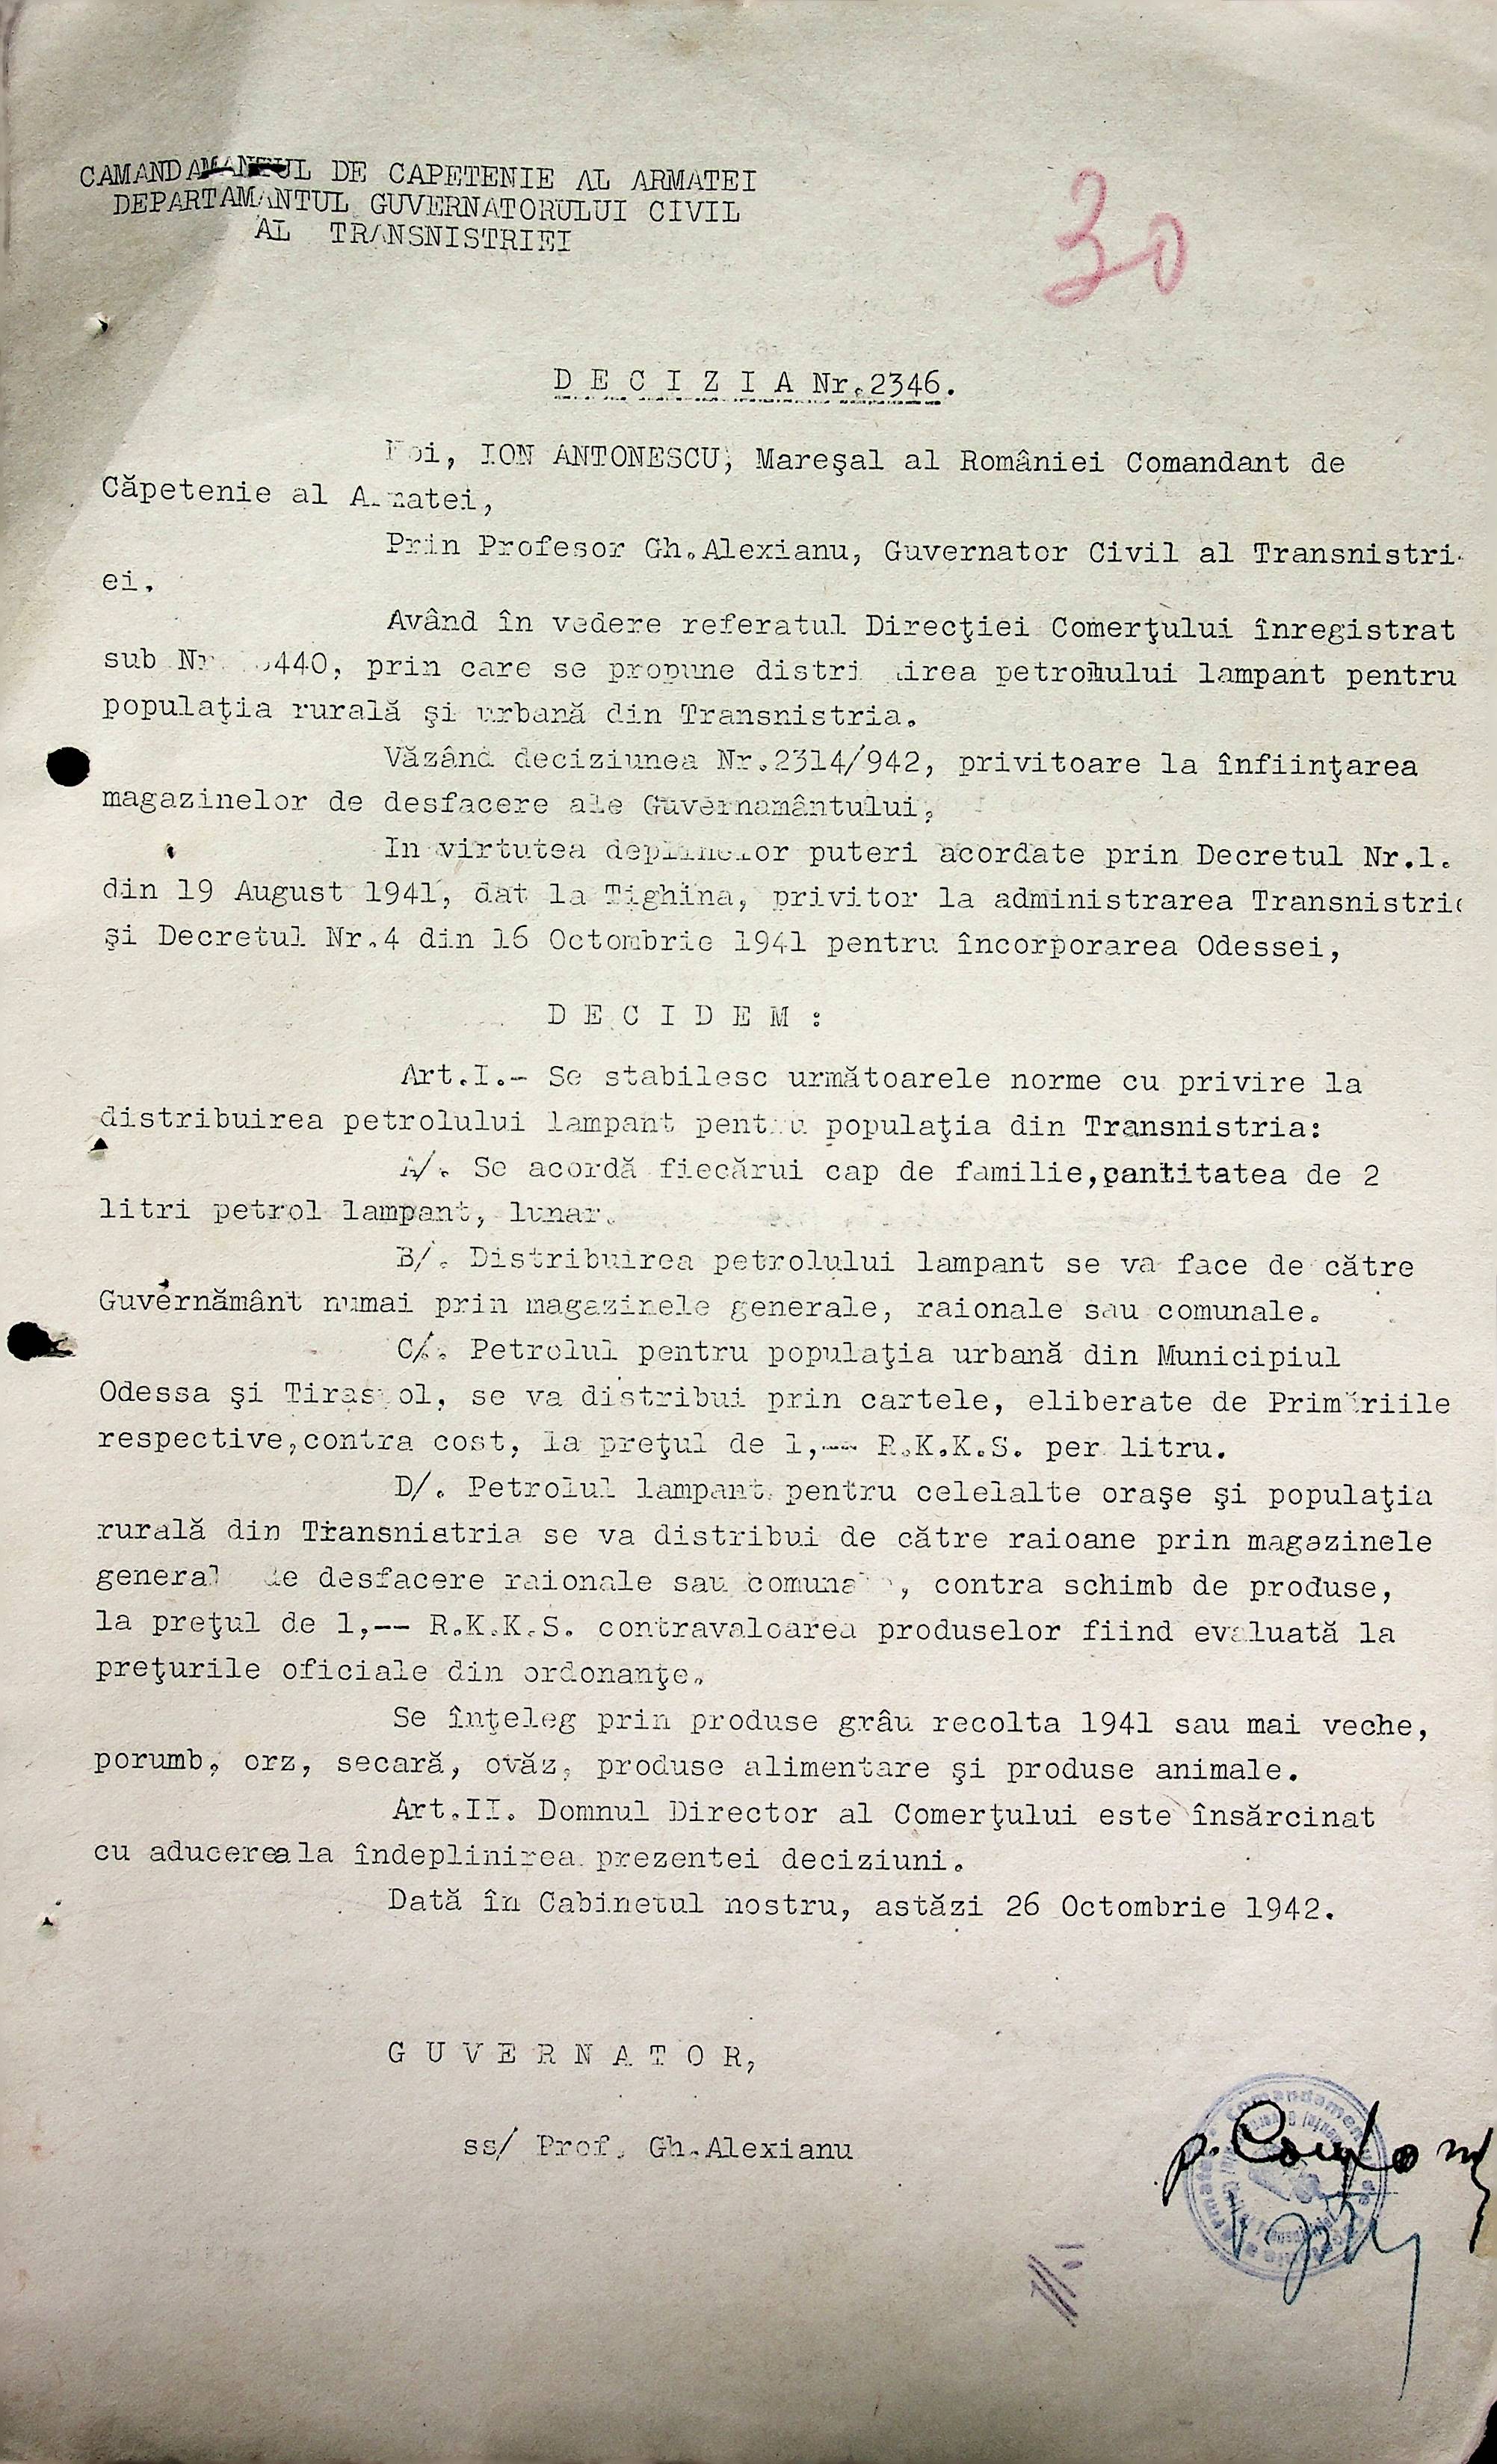 CAMANDAMANTUL DE CAPETENIE AL ARMATEI
DEPARTAMANTUL GUVERNATORULUI CIVIL
AL TRANSNISTRIEI
30
D E C I Z I A Nr.2346.
Noi, ION ANTONESCU, Mareşal al României Comandant de
Căpetenie al Armatei,
Prin Profesor Gh.Alexianu, Guvernator Civil al Transnistri-
ei.
Având în vedere referatul Direcţiei Comerţului înregistrat
sub Nr. 440, prin care se propune distribuirea petrolului lampant pentru
populaţia rurală şi urbană din Transnistria.
Văzând deciziunea Nr.2314/942, privitoare la înfiinţarea
magazinelor de desfacere ale Guvernamântului,
In virtutea deplinelor puteri acordate prin Decretul Nr.1.
din 19 August 1941, dat la Tighina, privitor la administrarea Transnistrie
şi Decretul Nr.4 din 16 Octombrie 1941 pentru încorporarea Odessei,
D E C I D E M :
Art.I.- Se stabilesc următoarele norme cu privire la
distribuirea petrolului lampant pentru populaţia din Transnistria:
A/. Se acordă fiecărui cap de familie,cantitatea de 2
litri petrol lampant, lunar.
B/. Distribuirea petrolului lampant se va face de către
Guvernământ numai prin magazinele generale, raionale sau comunale.
C/. Petrolul pentru populaţia urbană din Municipiul
Odessa şi Tiraspol, se va distribui prin cartele, eliberate de Primăriile
respective,contra cost, la preţul de 1,-- R.K.K.S. per litru.
D/. Petrolul lampant pentru celelalte oraşe şi populaţia
rurală din Transniatria se va distribui de către raioane prin magazinele
generale de desfacere raionale sau comunale, contra schimb de produse,
la preţul de 1,-- R.K.K.S. contravaloarea produselor fiind evaluată la
preţurile oficiale din ordonanţe.
Se înţeleg prin produse grâu recolta 1941 sau mai veche,
porumb, orz, secară, ovăz, produse alimentare şi produse animale.
Art.II. Domnul Director al Comerţului este însărcinat
cu aducerea la îndeplinirea prezentei deciziuni.
Dată în Cabinetul nostru, astăzi 26 Octombrie 1942.
G U V E R N A T O R,
ss/ Prof. Gh.Alexianu